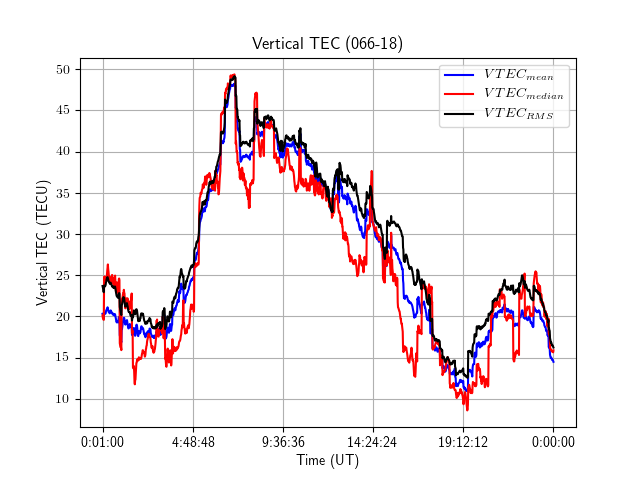 Vertical TEC (066-18)
VTEC_mean
VTEC_median
VTEC_RMS
Vertical TEC (TECU)
50
45
40
35
30
25
20
15
10
0:01:00 4:48:48 9:36:36 14:24:24 19:12:12 0:00:00
Time (UT)